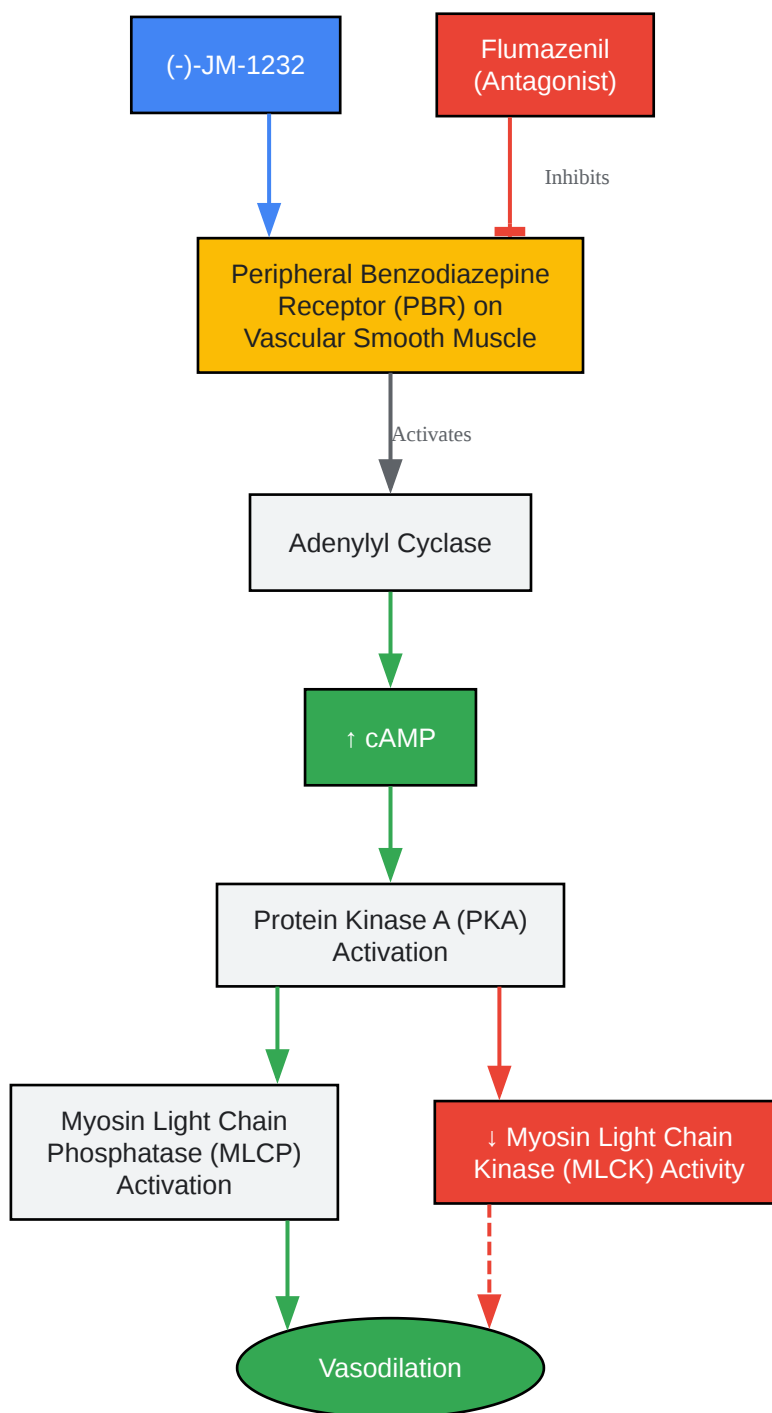 (-)-JM-1232
Flumazenil
(Antagonist)
Inhibits
Peripheral Benzodiazepine
Receptor (PBR) on
Vascular Smooth Muscle
Activates
Adenylyl Cyclase
↑ cAMP
Protein Kinase A (PKA)
Activation
Myosin Light Chain
Phosphatase (MLCP)
Activation
↓ Myosin Light Chain
Kinase (MLCK) Activity
Vasodilation